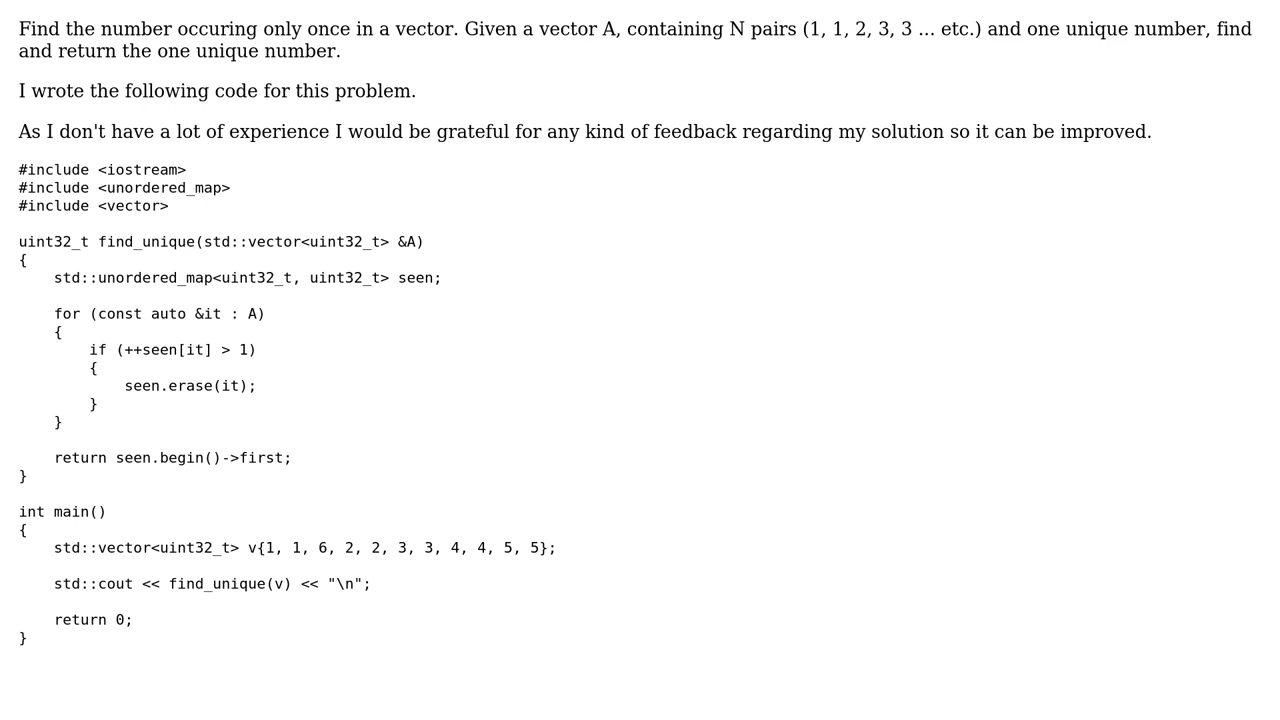 Find the number occuring only once in a vector. Given a vector A, containing N pairs (1, 1, 2, 3, 3 ... etc.) and one unique number, find
and return the one unique number.
I wrote the following code for this problem.
As I don't have a lot of experience I would be grateful for any kind of feedback regarding my solution so it can be improved.
#include <iostream>
#include <unordered_map>
#include <vector>
uint32_t find_unique(std::vector<uint32_t> &A)
{
    std::unordered_map<uint32_t, uint32_t> seen;
    for (const auto &it : A)
    {
        if (++seen[it] > 1)
        {
            seen.erase(it);
        }
    }
    return seen.begin()->first;
}
int main()
{
    std::vector<uint32_t> v{1, 1, 6, 2, 2, 3, 3, 4, 4, 5, 5};
    std::cout << find_unique(v) << "\n";
    return 0;
}